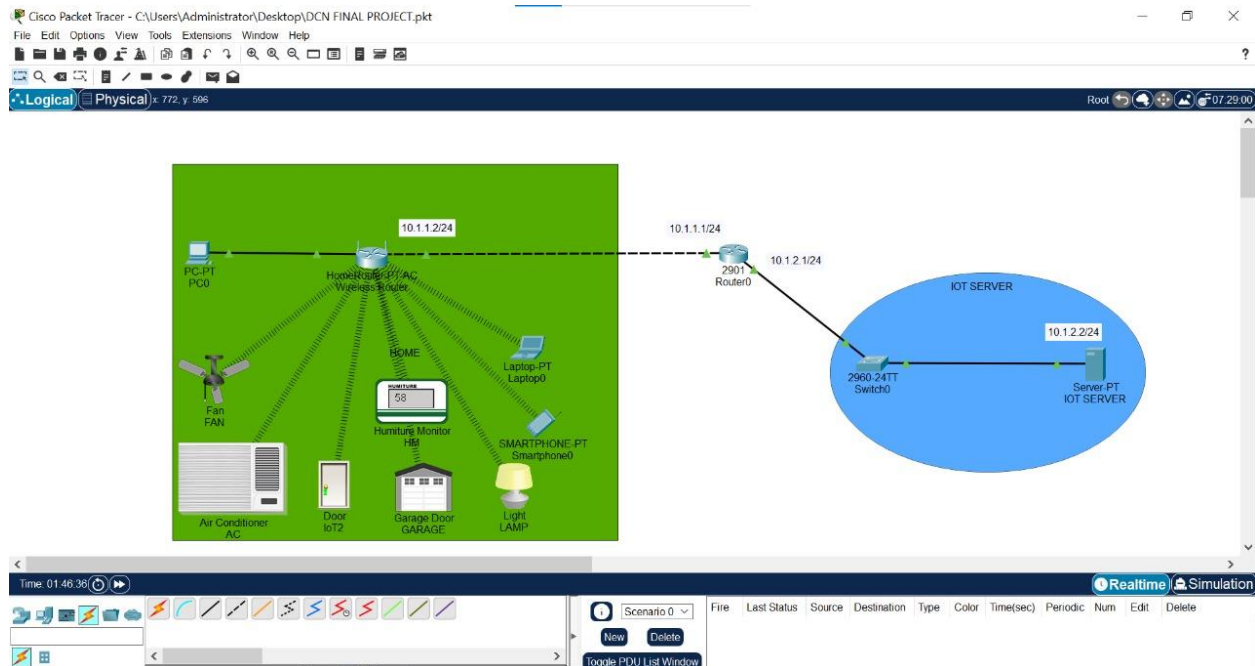 Cisco Packet Tracer - C:\Users\Administrator\Desktop\DCN FINAL PROJECT.pkt
File Edit Options View Tools Extensions Window Help
?
Logical Physical x: 772, y: 596 Root 07:29:00
10.1.1.2/24
10.1.1.1/24
10.1.2.1/24
PC-PT
PC0
HomeRouter-PT-AC
Wireless Router
2901
Router0
IOT SERVER
10.1.2.2/24
HOME
Laptop-PT
Laptop0
2960-24TT
Switch0
Server-PT
IOT SERVER
Fan
FAN
HUMITURE
58
Humiture Monitor
HM
SMARTPHONE-PT
Smartphone0
Air Conditioner
AC
Door
IoT2
Garage Door
GARAGE
Light
LAMP
Time: 01:46:36 Realtime Simulation
Scenario 0 Fire Last Status Source Destination Type Color Time(sec) Periodic Num Edit Delete
New Delete
Toggle PDU List Window